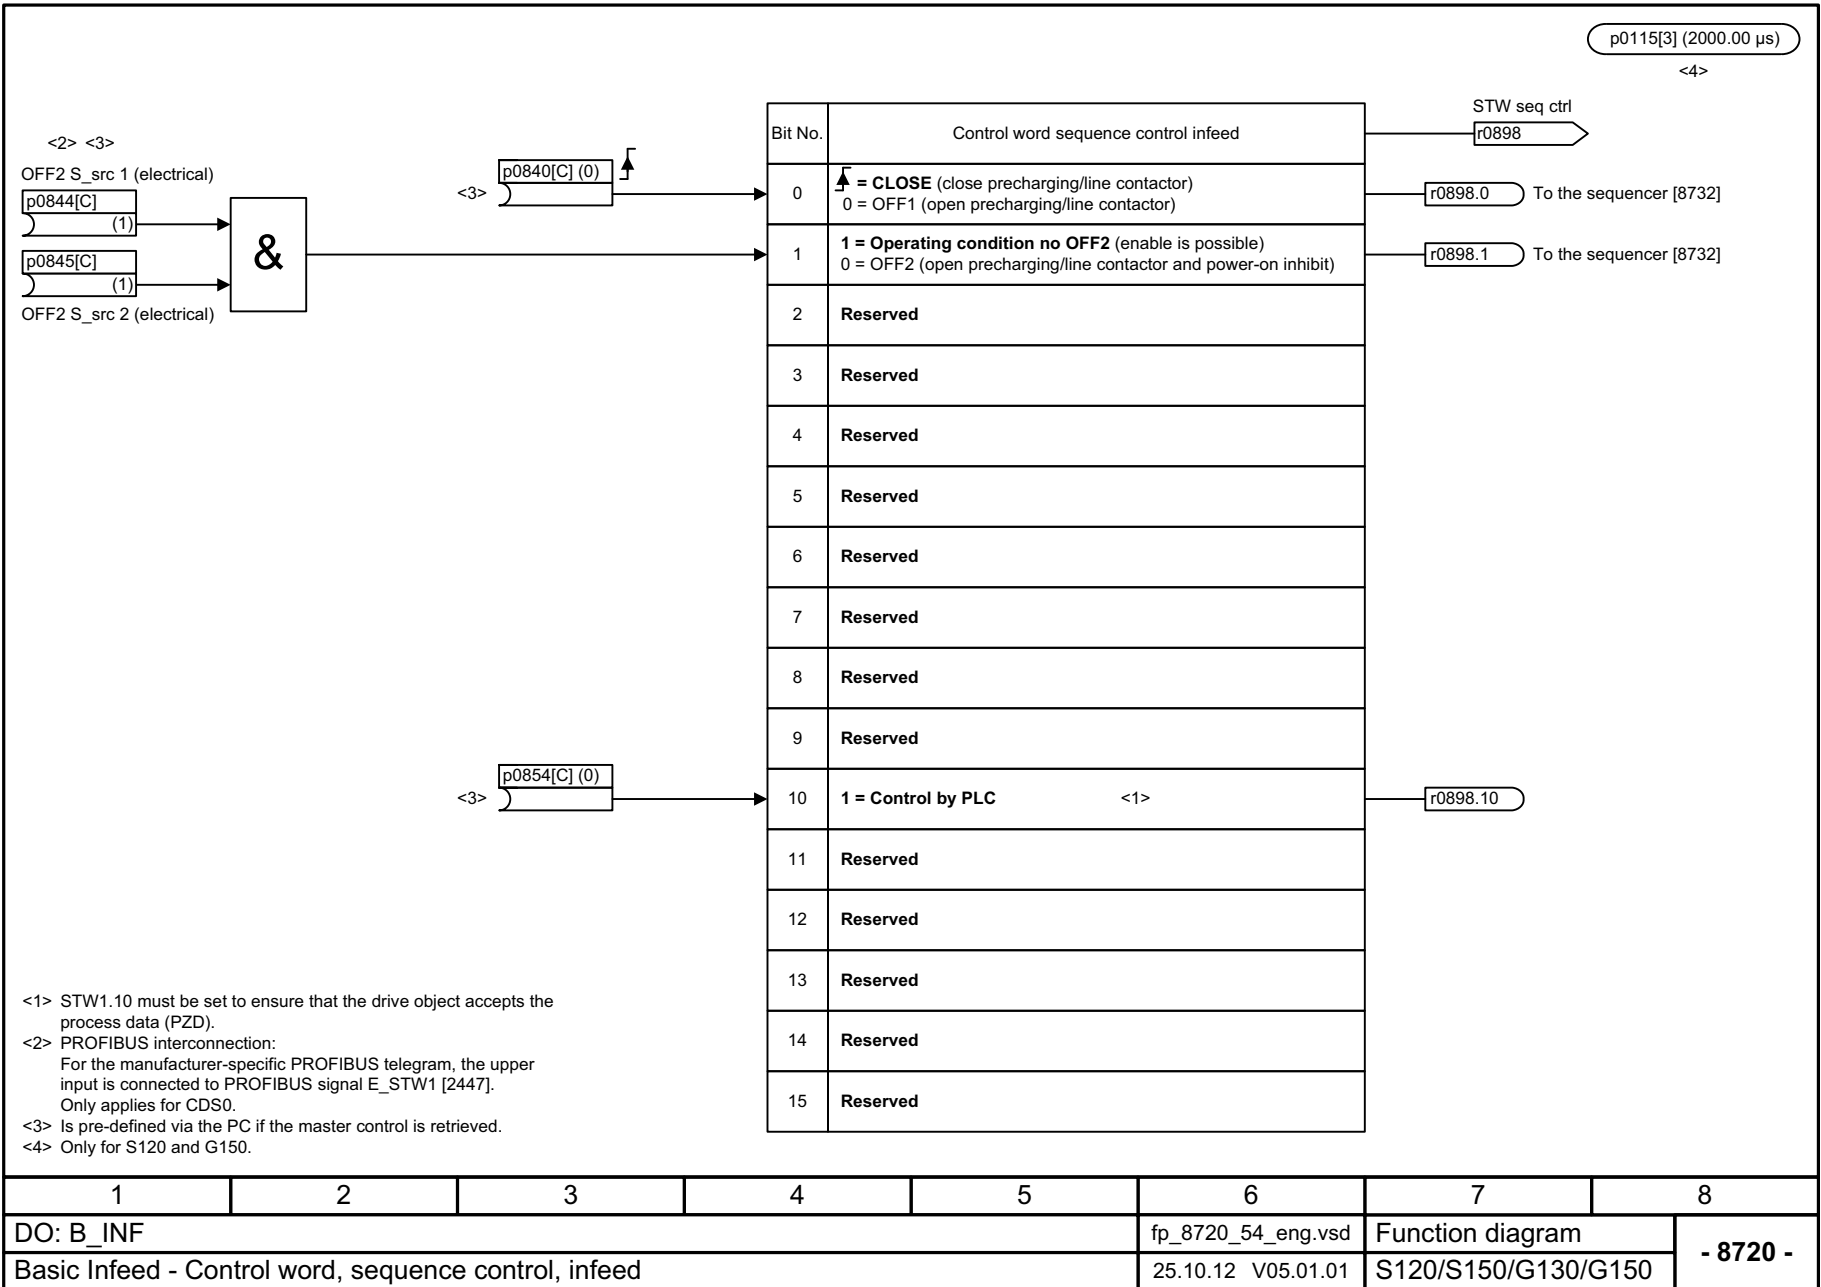 p0115[3] (2000.00 µs)
<4>
STW seq ctrl
r0898
Bit No.
Control word sequence control infeed
<2> <3>
OFF2 S_src 1 (electrical)
p0844[C]
(1)
p0845[C]
(1)
OFF2 S_src 2 (electrical)
&
<3>
p0840[C] (0)
0
= CLOSE (close precharging/line contactor)
0 = OFF1 (open precharging/line contactor)
r0898.0
To the sequencer [8732]
1
1 = Operating condition no OFF2 (enable is possible)
0 = OFF2 (open precharging/line contactor and power-on inhibit)
r0898.1
To the sequencer [8732]
2
Reserved
3
Reserved
4
Reserved
5
Reserved
6
Reserved
7
Reserved
8
Reserved
9
Reserved
<3>
p0854[C] (0)
10
1 = Control by PLC <1>
r0898.10
11
Reserved
12
Reserved
13
Reserved
14
Reserved
15
Reserved
<1> STW1.10 must be set to ensure that the drive object accepts the
process data (PZD).
<2> PROFIBUS interconnection:
For the manufacturer-specific PROFIBUS telegram, the upper
input is connected to PROFIBUS signal E_STW1 [2447].
Only applies for CDS0.
<3> Is pre-defined via the PC if the master control is retrieved.
<4> Only for S120 and G150.
1 2 3 4 5 6 7 8
DO: B_INF
fp_8720_54_eng.vsd
Function diagram
- 8720 -
Basic Infeed - Control word, sequence control, infeed
25.10.12 V05.01.01
S120/S150/G130/G150